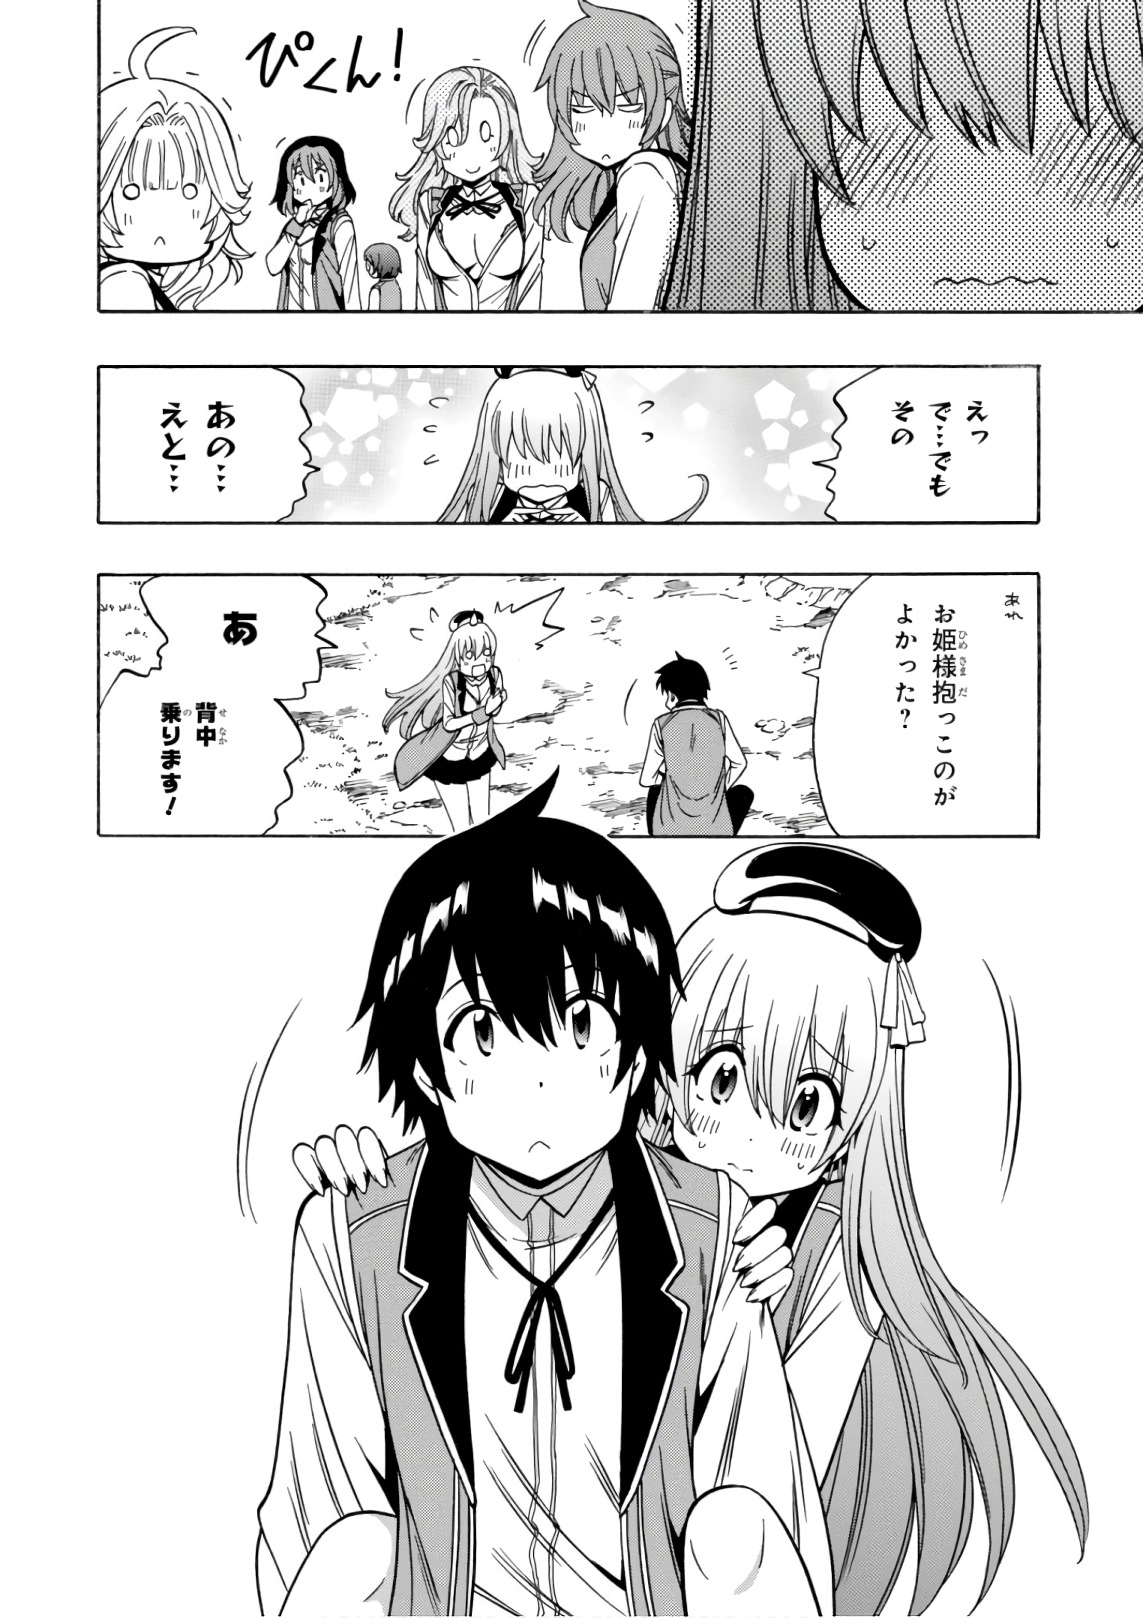 ぴくん！
えっ
で…でも
その
あの…
えと…
あれ
お姫様抱っこのが
よかった？
あ
背中
乗ります！